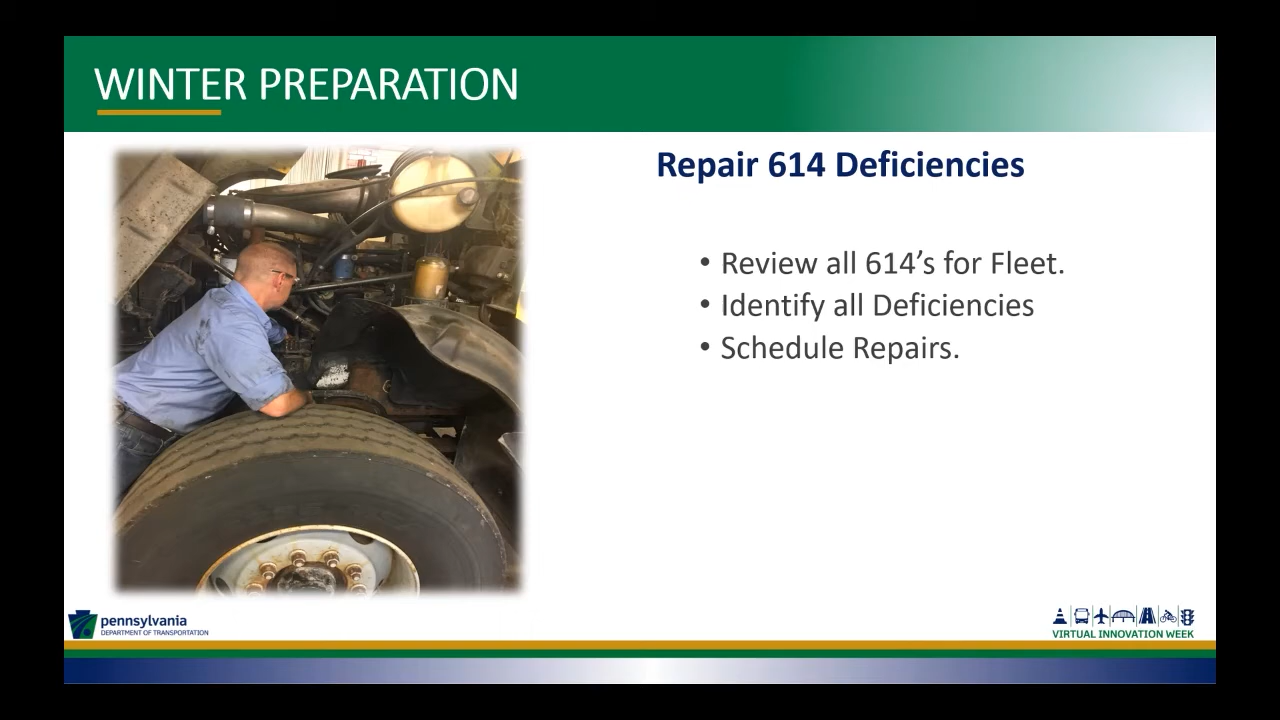 WINTER PREPARATION
Repair 614 Deficiencies
• Review all 614’s for Fleet.
• Identify all Deficiencies
• Schedule Repairs.
pennsylvania
DEPARTMENT OF TRANSPORTATION
VIRTUAL INNOVATION WEEK